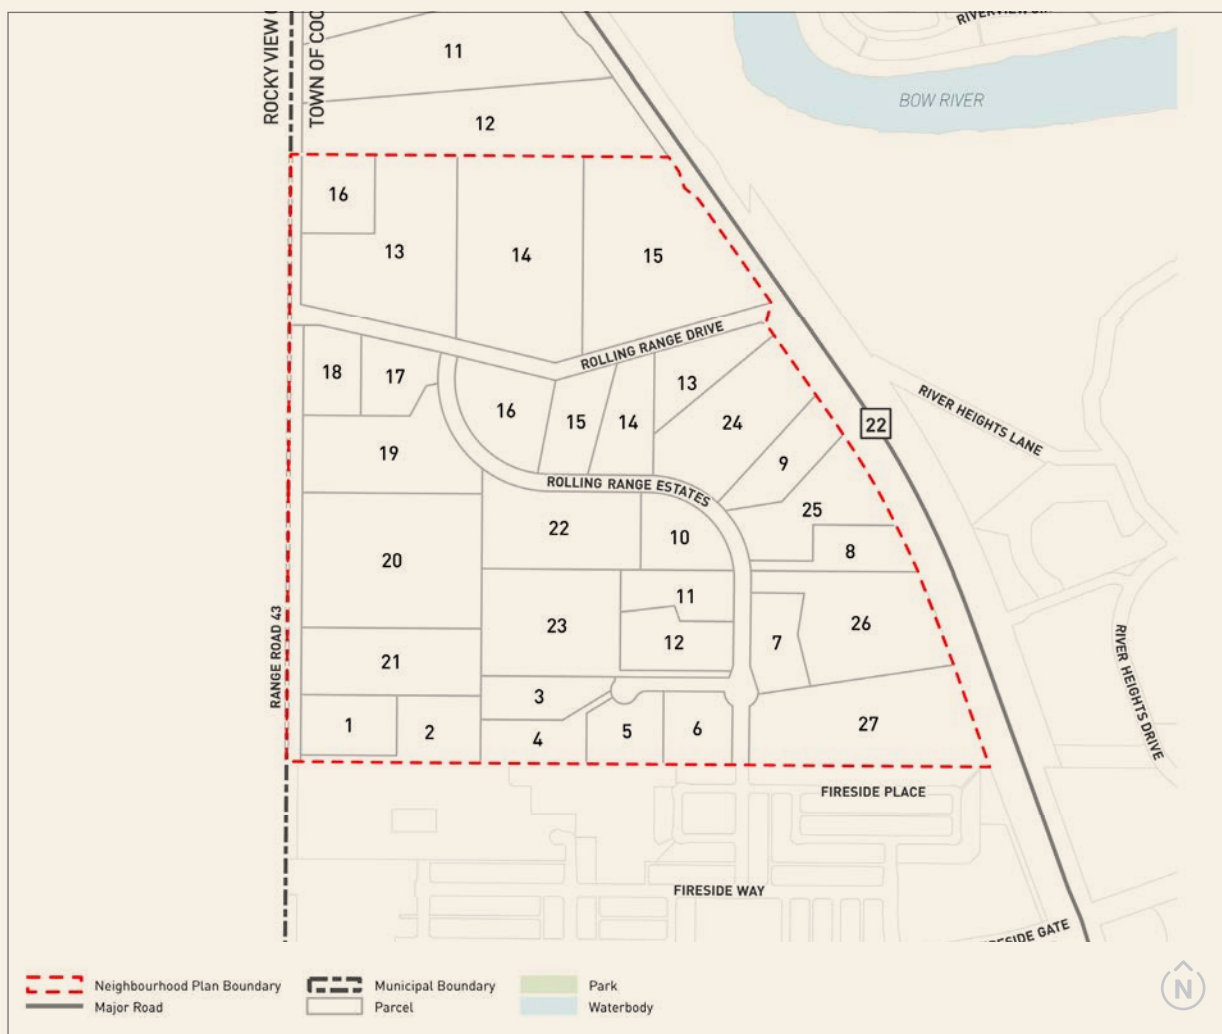 ROCKY VIEW
TOWN OF
RIVERVIEW
BOW RIVER
11
12
16
13
14
15
ROLLING RANGE DRIVE
18
17
16
15
14
13
24
22
RIVER HEIGHTS LANE
19
9
ROLLING RANGE ESTATES
25
22
10
8
20
11
23
12
7
26
RANGE ROAD 43
21
RIVER HEIGHTS DRIVE
3
1
2
4
5
6
27
FIRESIDE PLACE
FIRESIDE WAY
GATE
Neighbourhood Plan Boundary
Municipal Boundary
Park
Major Road
Parcel
Waterbody
N